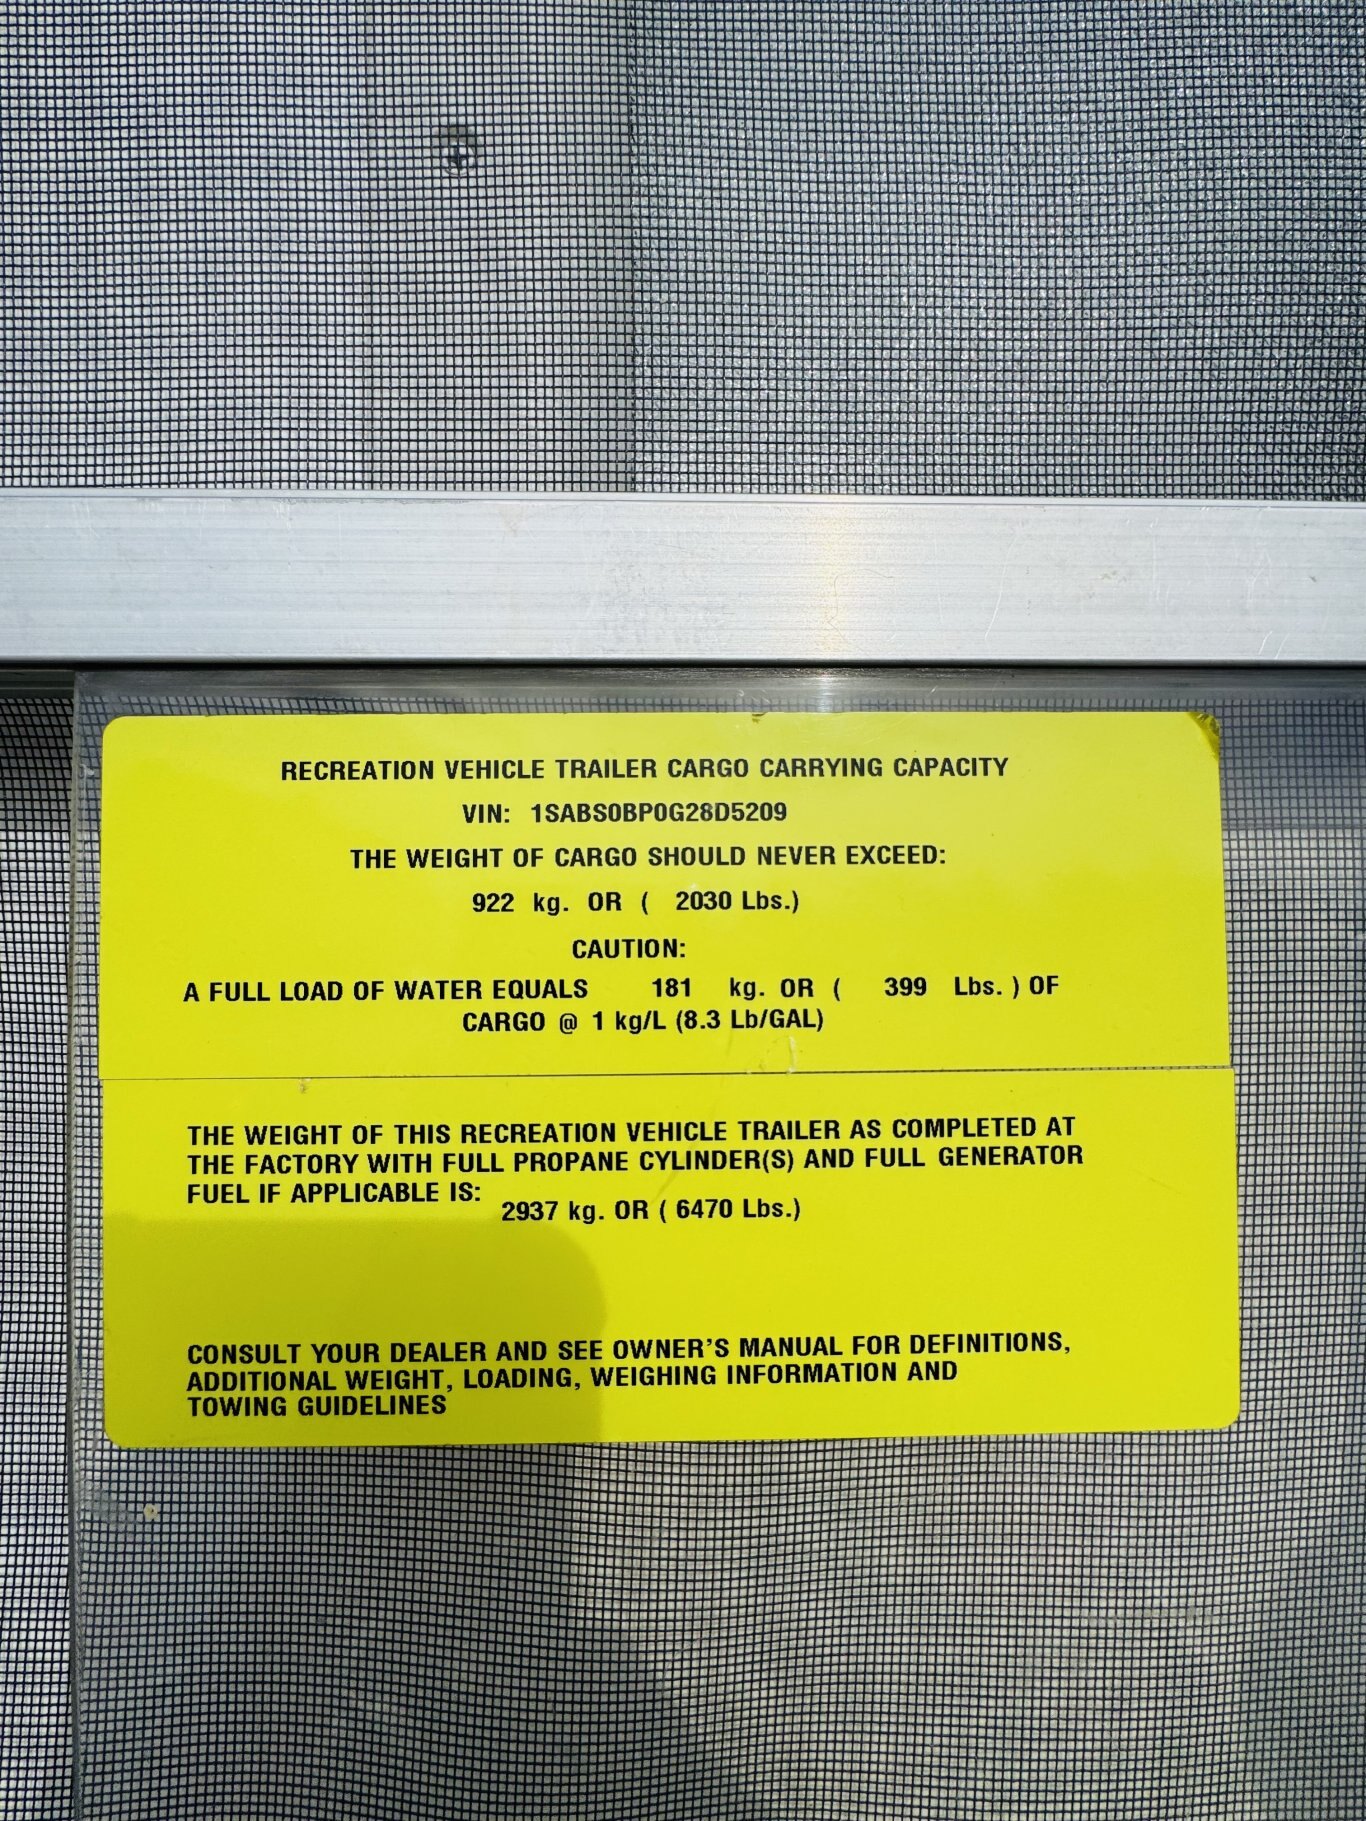 RECREATION VEHICLE TRAILER CARGO CARRYING CAPACITY
VIN: 1SABS0BP0G28D5209
THE WEIGHT OF CARGO SHOULD NEVER EXCEED:
922 kg. OR ( 2030 Lbs.)
CAUTION:
A FULL LOAD OF WATER EQUALS 181 kg. OR ( 399 Lbs. ) OF
CARGO @ 1 kg/L (8.3 Lb/GAL)
THE WEIGHT OF THIS RECREATION VEHICLE TRAILER AS COMPLETED AT
THE FACTORY WITH FULL PROPANE CYLINDER(S) AND FULL GENERATOR
FUEL IF APPLICABLE IS:
2937 kg. OR ( 6470 Lbs.)
CONSULT YOUR DEALER AND SEE OWNER'S MANUAL FOR DEFINITIONS,
ADDITIONAL WEIGHT, LOADING, WEIGHING INFORMATION AND
TOWING GUIDELINES